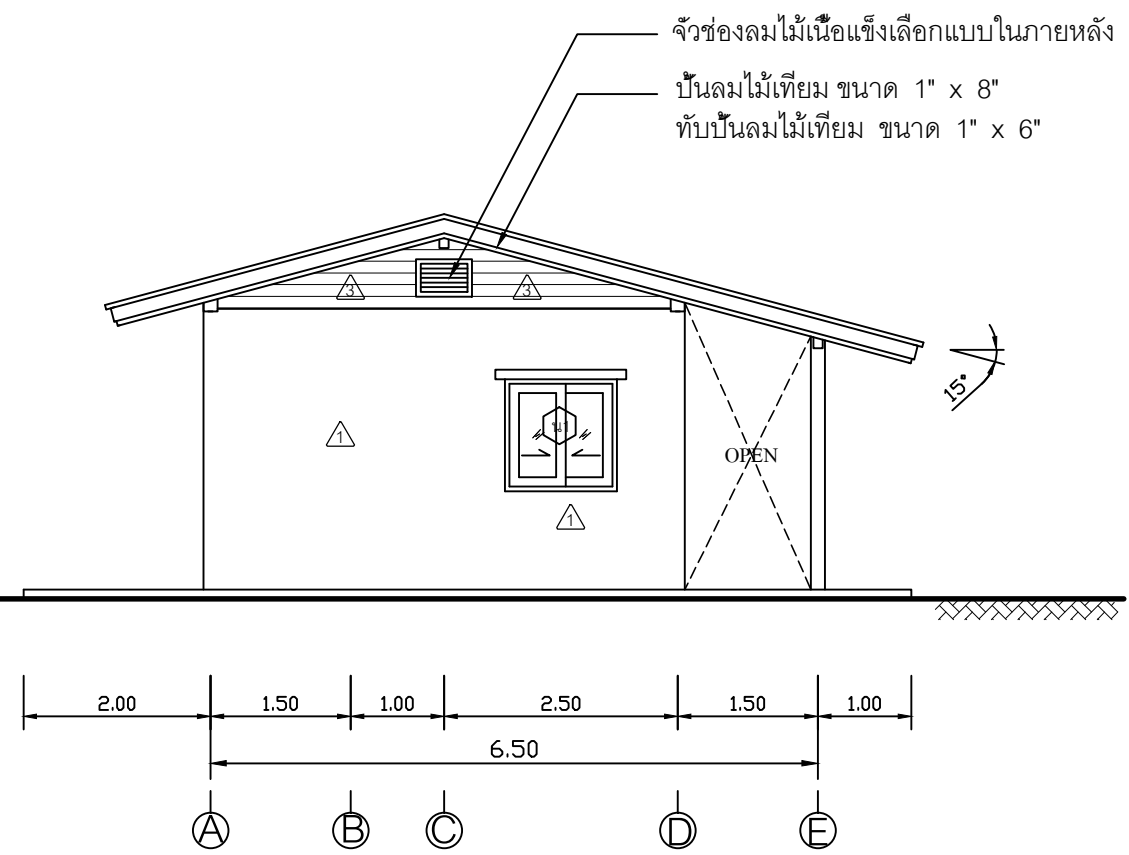 จั่วช่องลมไม้เนื้อแข็งเลือกแบบในภายหลัง
ปั้นลมไม้เทียม ขนาด 1" x 8"
ทับปั้นลมไม้เทียม ขนาด 1" x 6"
3 3
15°
น1
1
OPEN
1
2.00 1.50 1.00 2.50 1.50 1.00
6.50
A B C D E